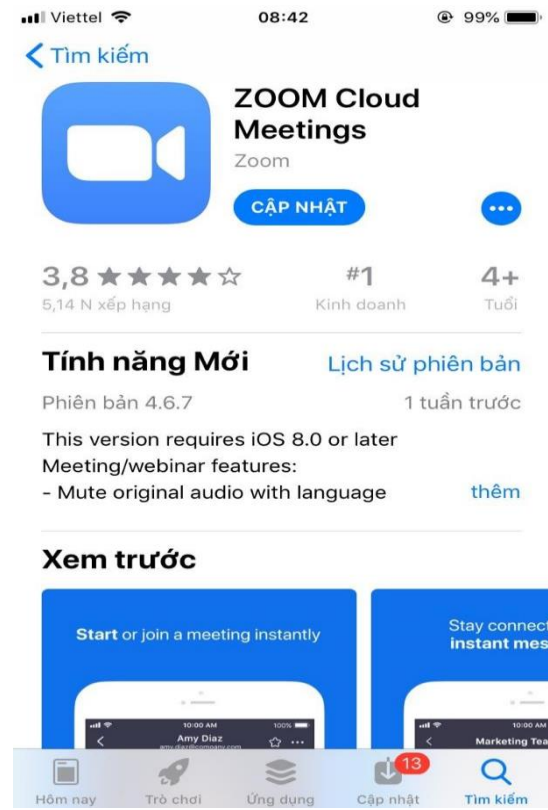 Viettel 08:42 99%
Tìm kiếm
ZOOM Cloud
Meetings
Zoom
CẬP NHẬT
3,8 #1 4+
5,14 N xếp hạng Kinh doanh Tuổi
Tính năng Mới Lịch sử phiên bản
Phiên bản 4.6.7 1 tuần trước
This version requires iOS 8.0 or later
Meeting/webinar features:
- Mute original audio with language thêm
Xem trước
Start or join a meeting instantly
Stay connect
instant mes
10:00 AM 100%
Amy Diaz
amy.diaz@company.com
10:00 AM
Marketing Tea
13
Hôm nay Trò chơi Ứng dụng Cập nhật Tìm kiếm